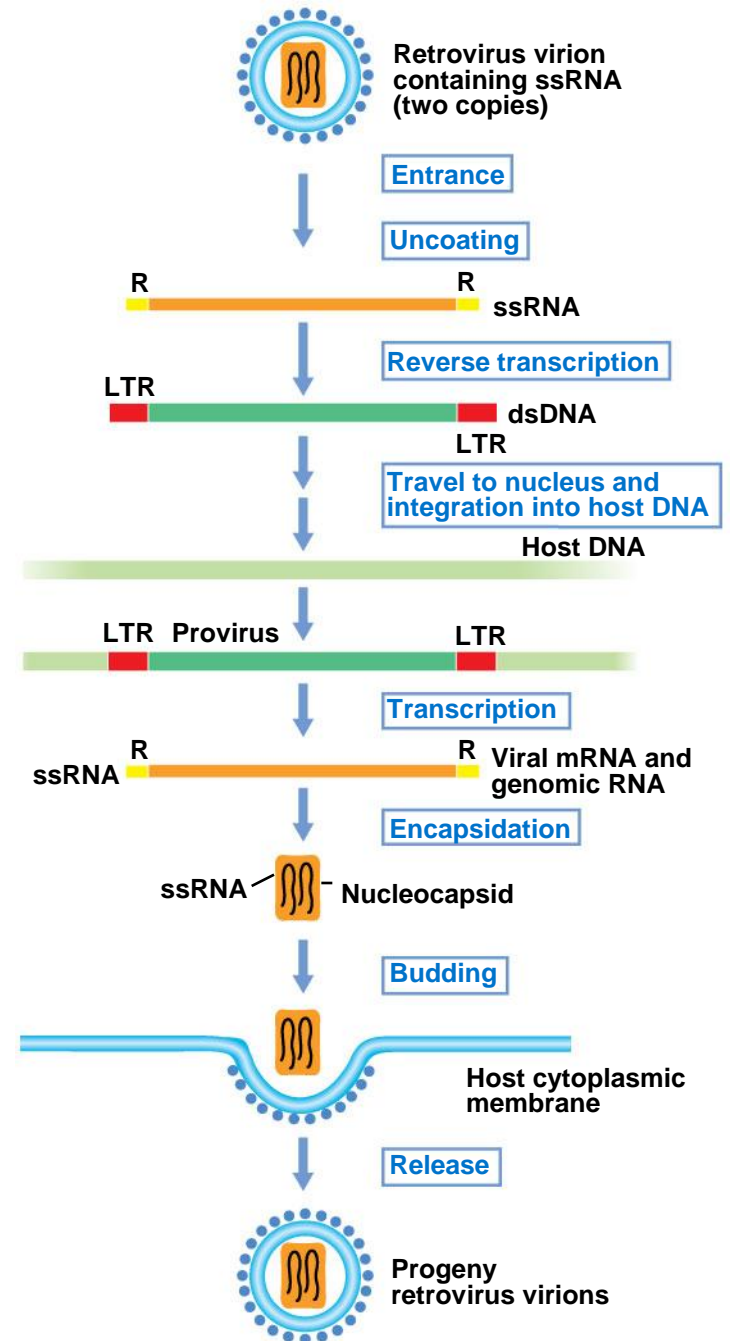 Retrovirus virion
containing ssRNA
(two copies)
Entrance
Uncoating
R
R
ssRNA
Reverse transcription
LTR
dsDNA
LTR
Travel to nucleus and
integration into host DNA
Host DNA
LTR
Provirus
LTR
Transcription
R
R
ssRNA
Viral mRNA and
genomic RNA
Encapsidation
ssRNA
Nucleocapsid
Budding
Host cytoplasmic
membrane
Release
Progeny
retrovirus virions